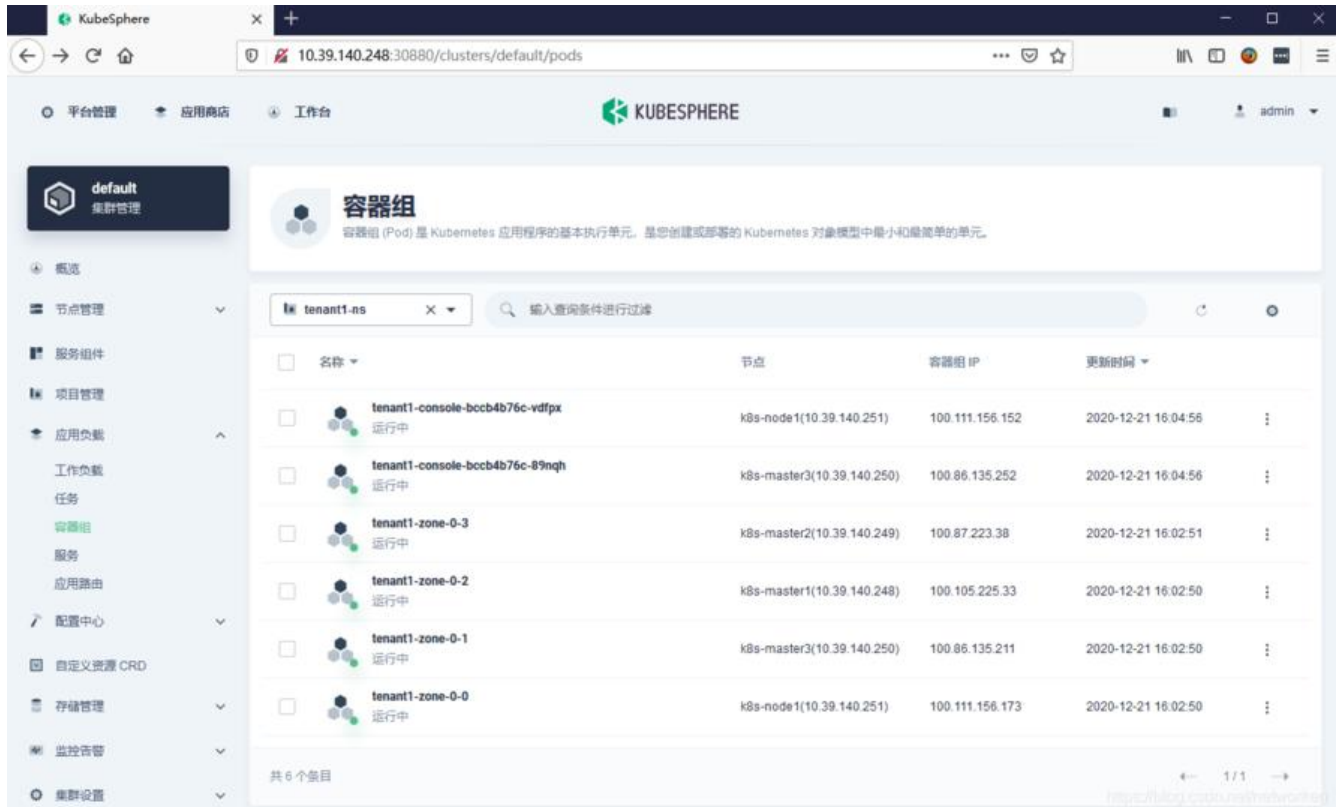 KubeSphere
10.39.140.248:30880/clusters/default/pods
平台管理 应用商店 工作台 KUBESPHERE admin
default
集群管理
概览
节点管理
服务组件
项目管理
应用负载
工作负载
任务
容器组
服务
应用路由
配置中心
自定义资源 CRD
存储管理
监控告警
集群设置
容器组
容器组 (Pod) 是 Kubernetes 应用程序的基本执行单元，是您创建或部署的 Kubernetes 对象模型中最小和最简单的单元。
tenant1-ns 输入查询条件进行过滤
名称 节点 容器组 IP 更新时间
tenant1-console-bccb4b76c-vdfpx
运行中
k8s-node1(10.39.140.251) 100.111.156.152 2020-12-21 16:04:56
tenant1-console-bccb4b76c-89nqh
运行中
k8s-master3(10.39.140.250) 100.86.135.252 2020-12-21 16:04:56
tenant1-zone-0-3
运行中
k8s-master2(10.39.140.249) 100.87.223.38 2020-12-21 16:02:51
tenant1-zone-0-2
运行中
k8s-master1(10.39.140.248) 100.105.225.33 2020-12-21 16:02:50
tenant1-zone-0-1
运行中
k8s-master3(10.39.140.250) 100.86.135.211 2020-12-21 16:02:50
tenant1-zone-0-0
运行中
k8s-node1(10.39.140.251) 100.111.156.173 2020-12-21 16:02:50
共 6 个条目 1/1
https://blog.csdn.net/networken